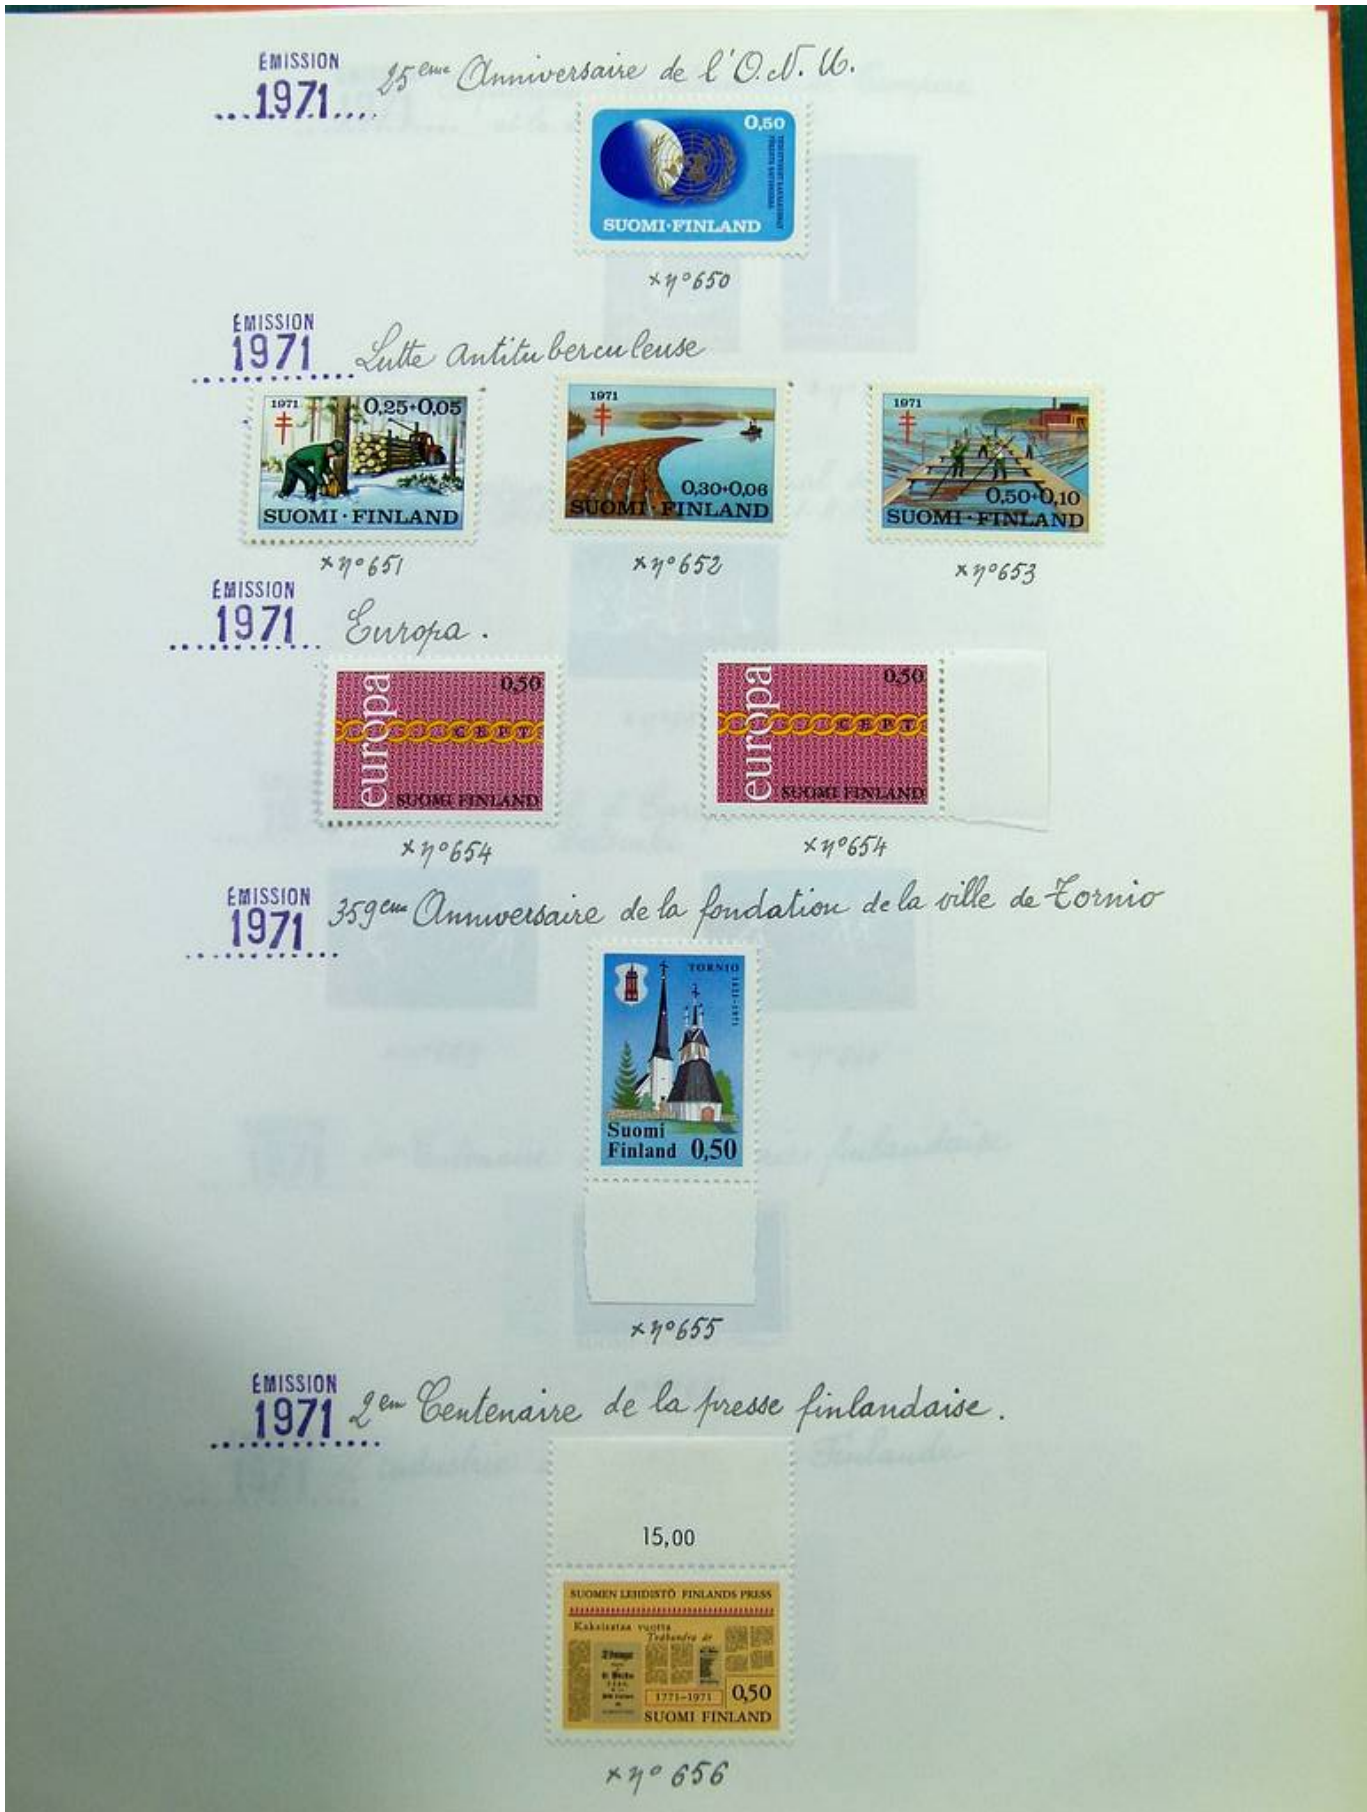 ÉMISSION
1971
25eme Anniversaire de l'O.N.U.
0,50
SUOMI·FINLAND
x n°650
ÉMISSION
1971
Lutte antituberculeuse
1971 0,25+0,05
SUOMI·FINLAND
1971
0,30+0,06
SUOMI·FINLAND
1971
0,50+0,10
SUOMI·FINLAND
x n°651
x n°652
x n°653
ÉMISSION
1971
Europa.
europa
0,50
CEPT
SUOMI FINLAND
europa
0,50
CEPT
SUOMI FINLAND
x n°654
x n°654
ÉMISSION
1971
359eme Anniversaire de la fondation de la ville de Tornio
TORNIO
1621-1971
Suomi
Finland 0,50
x n°655
ÉMISSION
1971
2em Centenaire de la presse finlandaise.
15,00
SUOMEN LEHDISTÖ FINLANDS PRESS
Kaksisataa vuotta
Tvåhundra år
1771-1971 0,50
SUOMI FINLAND
x n° 656